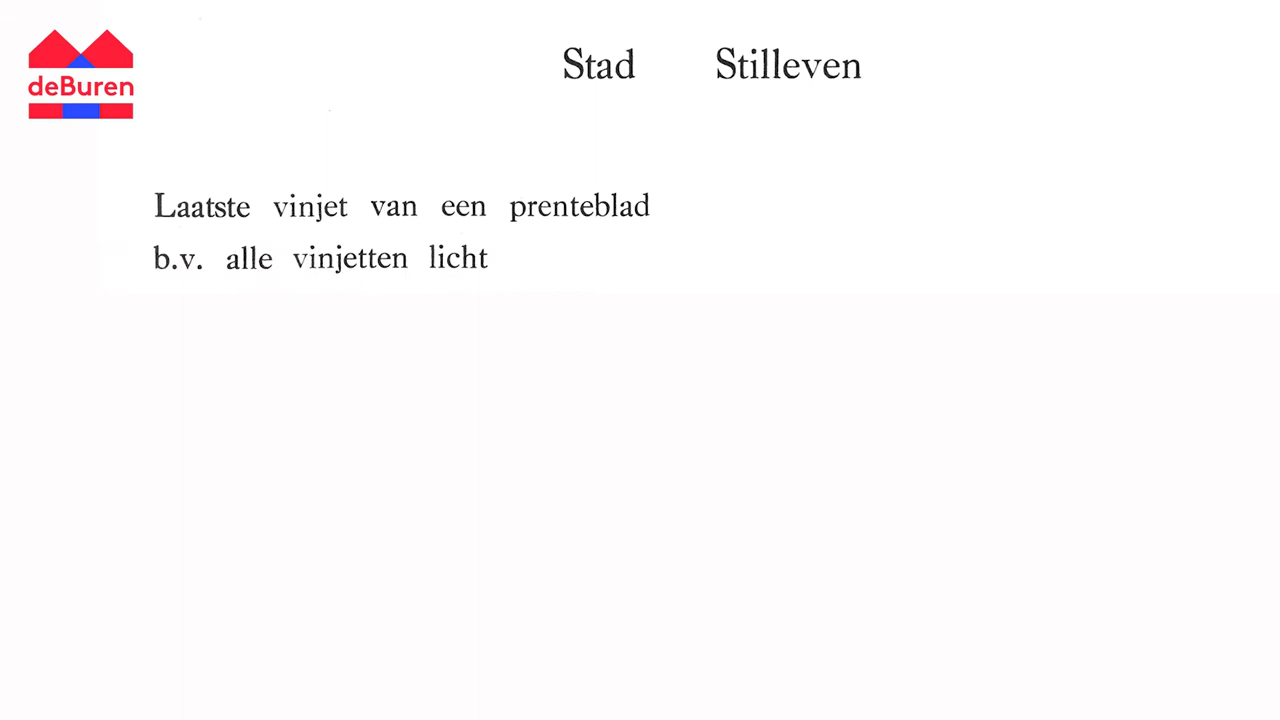 deBuren
Stad Stilleven
Laatste vinjet van een prenteblad
b.v. alle vinjetten licht